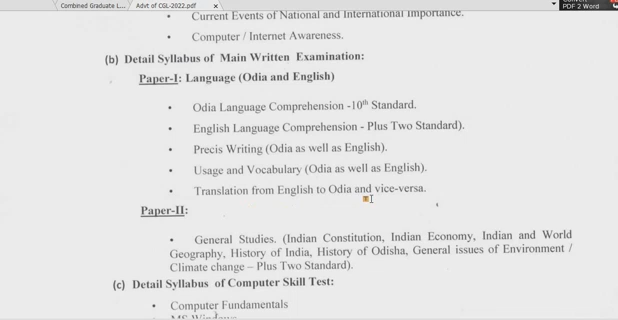 Combined Graduate L... Advt of CGL-2022.pdf ×
PDF 2 Word
• Current Events of National and International Importance.
• Computer / Internet Awareness.
(b) Detail Syllabus of Main Written Examination:
Paper-I: Language (Odia and English)
• Odia Language Comprehension -10th Standard.
• English Language Comprehension - Plus Two Standard).
• Precis Writing (Odia as well as English).
• Usage and Vocabulary (Odia as well as English).
• Translation from English to Odia and vice-versa.
Paper-II:
• General Studies. (Indian Constitution, Indian Economy, Indian and World
Geography, History of India, History of Odisha, General issues of Environment /
Climate change – Plus Two Standard).
(c) Detail Syllabus of Computer Skill Test:
• Computer Fundamentals